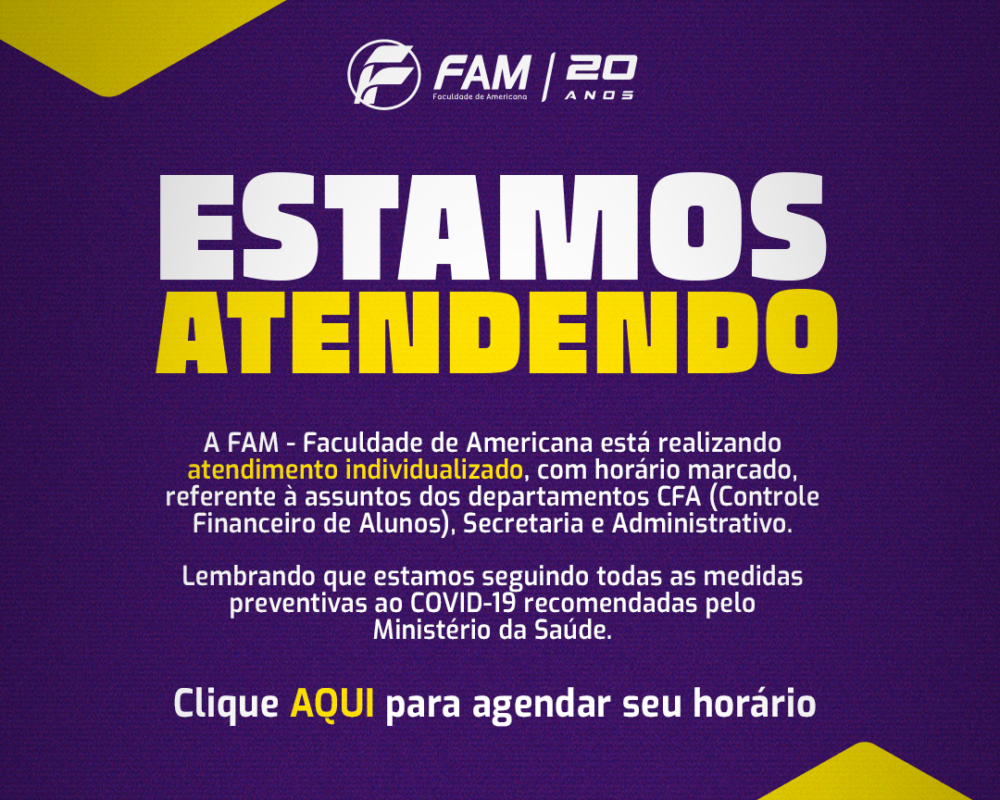 FAM | 20
Faculdade de Americana ANOS
ESTAMOS
ATENDENDO
A FAM - Faculdade de Americana está realizando
atendimento individualizado, com horário marcado,
referente à assuntos dos departamentos CFA (Controle
Financeiro de Alunos), Secretaria e Administrativo.
Lembrando que estamos seguindo todas as medidas
preventivas ao COVID-19 recomendadas pelo
Ministério da Saúde.
Clique AQUI para agendar seu horário